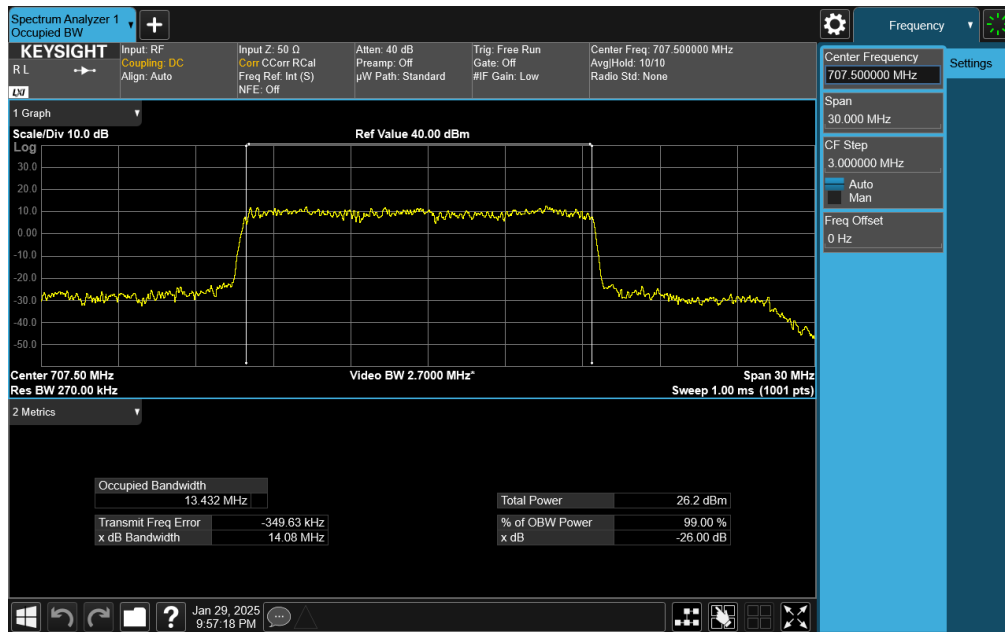 Spectrum Analyzer 1
Occupied BW
Frequency
KEYSIGHT
R L
LXI
Input: RF
Coupling: DC
Align: Auto
Input Z: 50 Ω
Corr CCorr RCal
Freq Ref: Int (S)
NFE: Off
Atten: 40 dB
Preamp: Off
µW Path: Standard
Trig: Free Run
Gate: Off
#IF Gain: Low
Center Freq: 707.500000 MHz
Avg|Hold: 10/10
Radio Std: None
Center Frequency
707.500000 MHz
Settings
Span
30.000 MHz
CF Step
3.000000 MHz
Auto
Man
Freq Offset
0 Hz
1 Graph
Scale/Div 10.0 dB
Ref Value 40.00 dBm
Log
30.0
20.0
10.0
0.00
-10.0
-20.0
-30.0
-40.0
-50.0
Center 707.50 MHz
Video BW 2.7000 MHz*
Span 30 MHz
Res BW 270.00 kHz
Sweep 1.00 ms (1001 pts)
2 Metrics
Occupied Bandwidth
13.432 MHz
Total Power 26.2 dBm
Transmit Freq Error -349.63 kHz
% of OBW Power 99.00 %
x dB Bandwidth 14.08 MHz
x dB -26.00 dB
?
Jan 29, 2025
9:57:18 PM